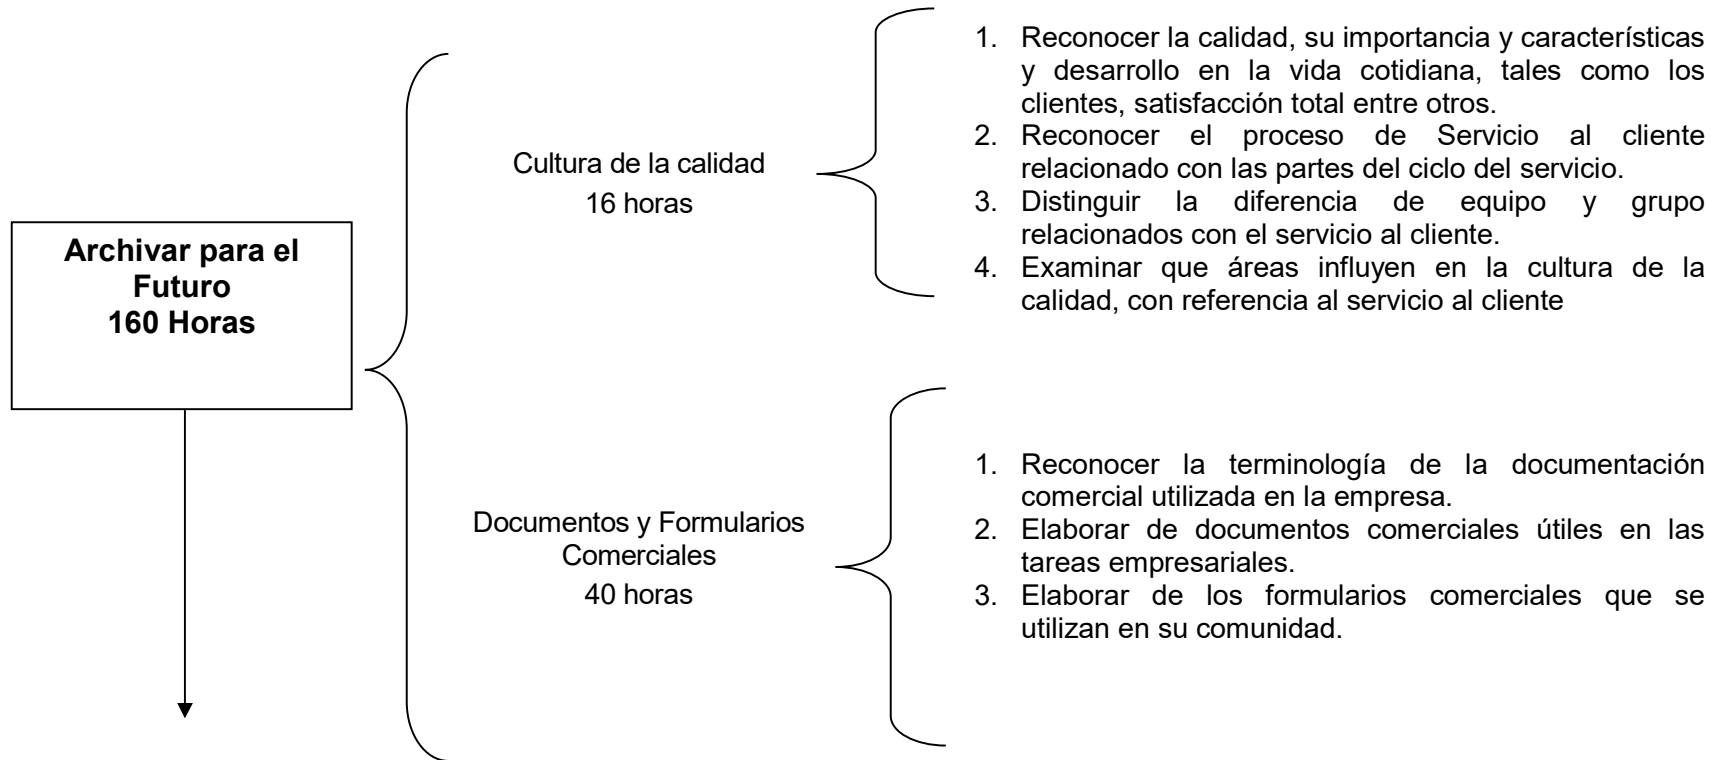 Archivar para el
Futuro
160 Horas
Cultura de la calidad
16 horas
1. Reconocer la calidad, su importancia y características
y desarrollo en la vida cotidiana, tales como los
clientes, satisfacción total entre otros.
2. Reconocer el proceso de Servicio al cliente
relacionado con las partes del ciclo del servicio.
3. Distinguir la diferencia de equipo y grupo
relacionados con el servicio al cliente.
4. Examinar que áreas influyen en la cultura de la
calidad, con referencia al servicio al cliente
Documentos y Formularios
Comerciales
40 horas
1. Reconocer la terminología de la documentación
comercial utilizada en la empresa.
2. Elaborar de documentos comerciales útiles en las
tareas empresariales.
3. Elaborar de los formularios comerciales que se
utilizan en su comunidad.